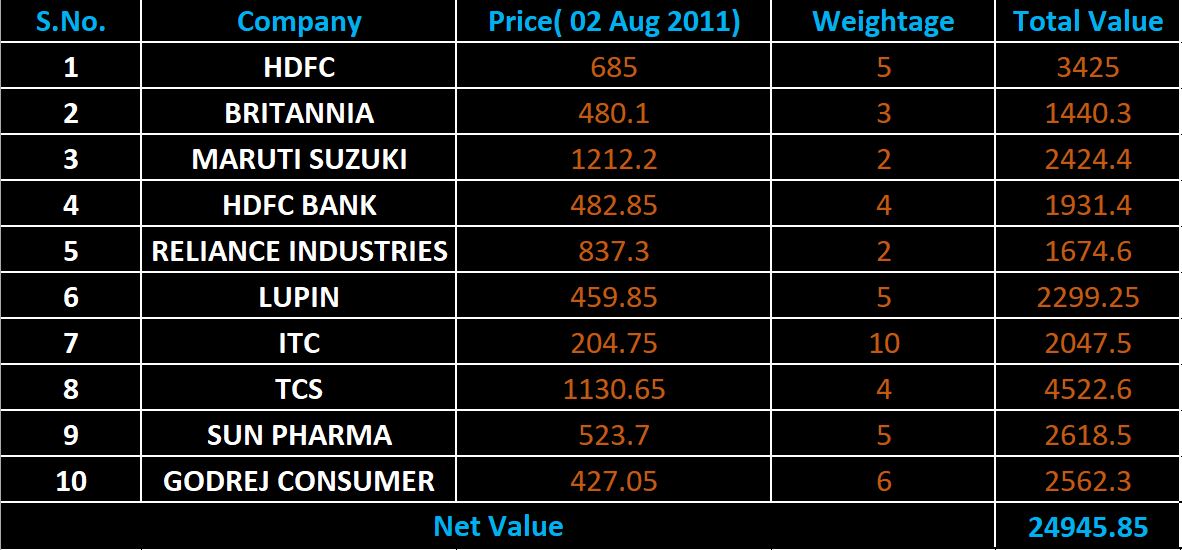 S.No. Company Price( 02 Aug 2011) Weightage Total Value
1 HDFC 685 5 3425
2 BRITANNIA 480.1 3 1440.3
3 MARUTI SUZUKI 1212.2 2 2424.4
4 HDFC BANK 482.85 4 1931.4
5 RELIANCE INDUSTRIES 837.3 2 1674.6
6 LUPIN 459.85 5 2299.25
7 ITC 204.75 10 2047.5
8 TCS 1130.65 4 4522.6
9 SUN PHARMA 523.7 5 2618.5
10 GODREJ CONSUMER 427.05 6 2562.3
Net Value 24945.85